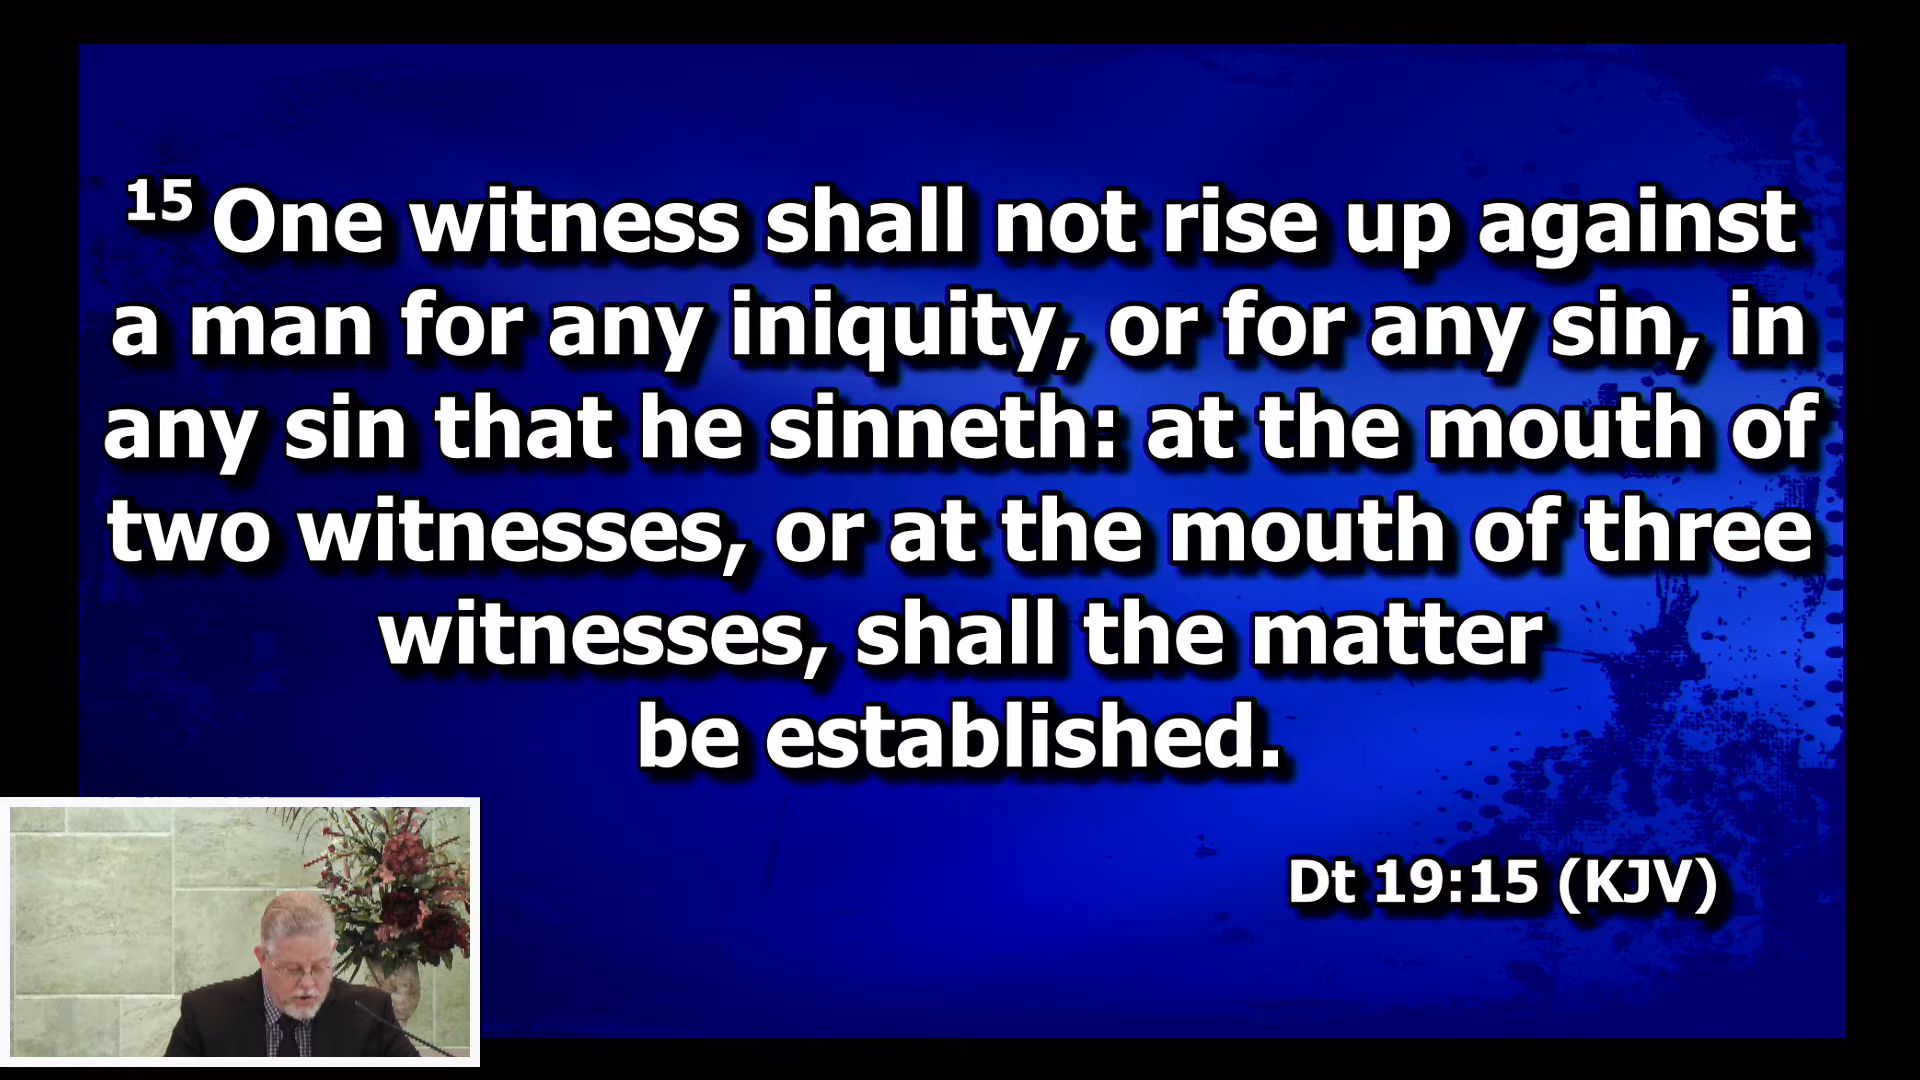 15 One witness shall not rise up against
a man for any iniquity, or for any sin, in
any sin that he sinneth: at the mouth of
two witnesses, or at the mouth of three
witnesses, shall the matter
be established.
Dt 19:15 (KJV)